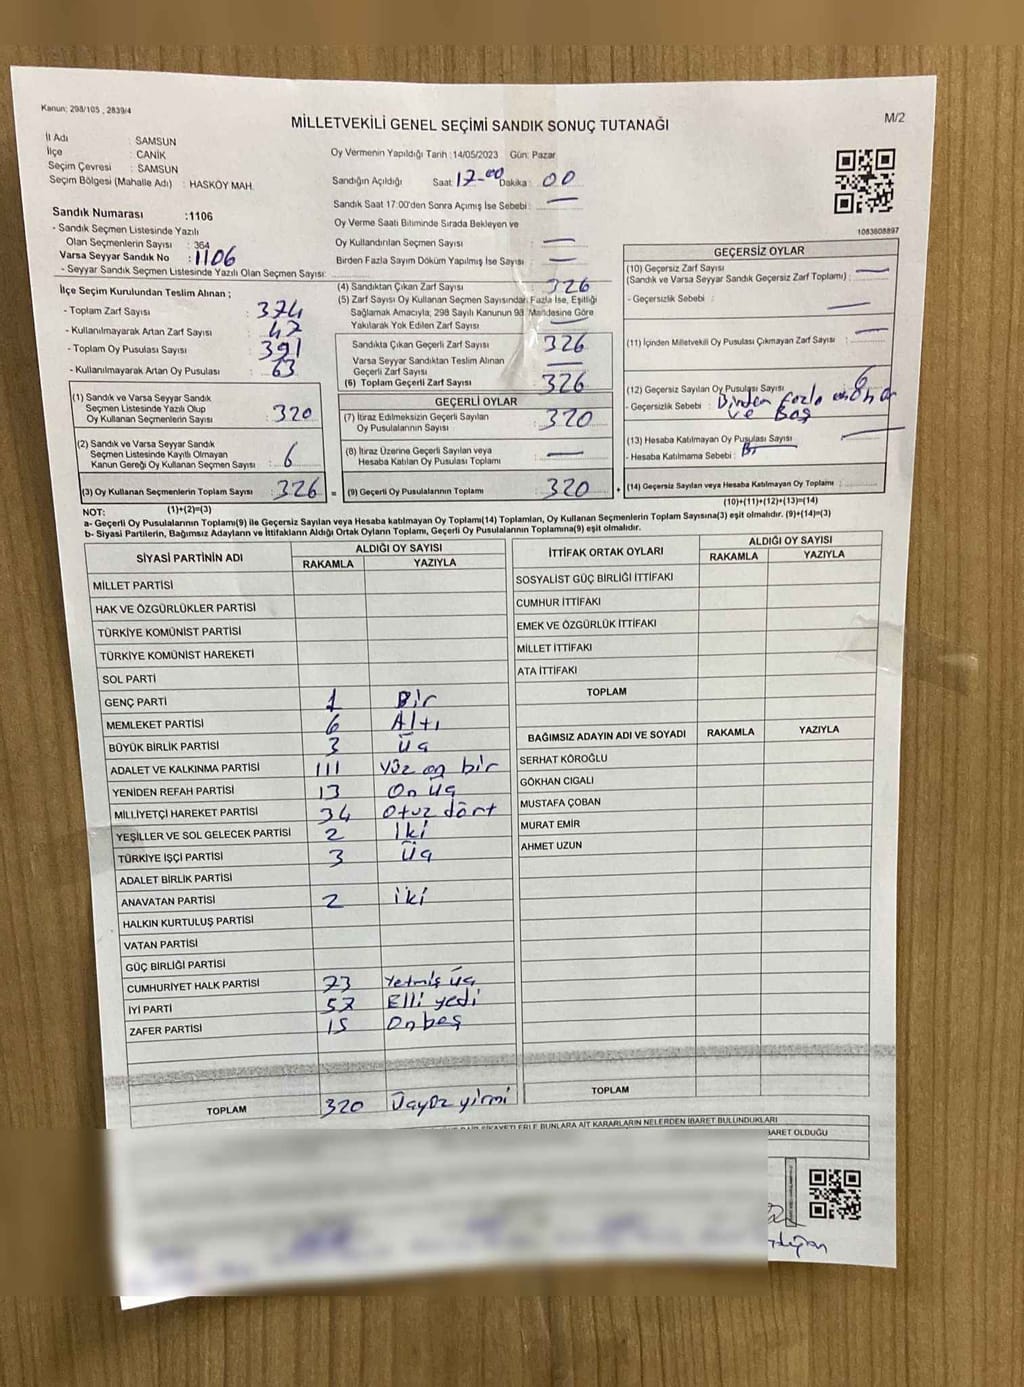 Kanun: 298/105 , 2839/4
MİLLETVEKİLİ GENEL SEÇİMİ SANDIK SONUÇ TUTANAĞI
M/2
İl Adı : SAMSUN
İlçe : CANİK
Seçim Çevresi : SAMSUN
Seçim Bölgesi (Mahalle Adı) : HASKÖY MAH.
Sandık Numarası :1106
- Sandık Seçmen Listesinde Yazılı
Olan Seçmenlerin Sayısı : 364
Varsa Seyyar Sandık No : 1106
- Seyyar Sandık Seçmen Listesinde Yazılı Olan Seçmen Sayısı:
İlçe Seçim Kurulundan Teslim Alınan ;
- Toplam Zarf Sayısı : 374
- Kullanılmayarak Artan Zarf Sayısı : 47
- Toplam Oy Pusulası Sayısı : 391
- Kullanılmayarak Artan Oy Pusulası : 63
(1) Sandık ve Varsa Seyyar Sandık
Seçmen Listesinde Yazılı Olup
Oy Kullanan Seçmenlerin Sayısı : 320
(2) Sandık ve Varsa Seyyar Sandık
Seçmen Listesinde Kayıtlı Olmayan
Kanun Gereği Oy Kullanan Seçmen Sayısı : 6
(3) Oy Kullanan Seçmenlerin Toplam Sayısı : 326 =
Oy Vermenin Yapıldığı Tarih :14/05/2023 Gün: Pazar
Sandığın Açıldığı Saat: 17-00 Dakika : 00
Sandık Saat 17:00'den Sonra Açımış İse Sebebi : —
Oy Verme Saati Bitiminde Sırada Bekleyen ve
Oy Kullandırılan Seçmen Sayısı : —
Birden Fazla Sayım Döküm Yapılmış İse Sayısı : —
(4) Sandıktan Çıkan Zarf Sayısı : 326
(5) Zarf Sayısı Oy Kullanan Seçmen Sayısından Fazla İse, Eşitliği
Sağlamak Amacıyla; 298 Sayılı Kanunun 98 .Maddesine Göre
Yakılarak Yok Edilen Zarf Sayısı : —
Sandıkta Çıkan Geçerli Zarf Sayısı : 326
Varsa Seyyar Sandıktan Teslim Alınan
Geçerli Zarf Sayısı : —
(6) Toplam Geçerli Zarf Sayısı : 326
GEÇERLİ OYLAR
(7) İtiraz Edilmeksizin Geçerli Sayılan
Oy Pusulalarının Sayısı : 320
(8) İtiraz Üzerine Geçerli Sayılan veya
Hesaba Katılan Oy Pusulası Toplamı : —
(9) Geçerli Oy Pusulalarının Toplamı : 320 +
1083608897
GEÇERSİZ OYLAR
(10) Geçersiz Zarf Sayısı
(Sandık ve Varsa Seyyar Sandık Geçersiz Zarf Toplamı) : —
- Geçersizlik Sebebi : —
(11) İçinden Milletvekili Oy Pusulası Çıkmayan Zarf Sayısı : —
(12) Geçersiz Sayılan Oy Pusulası Sayısı : 6
- Geçersizlik Sebebi : Birden fazla
ve Boş
(13) Hesaba Katılmayan Oy Pusulası Sayısı : —
- Hesaba Katılmama Sebebi :
(14) Geçersiz Sayılan veya Hesaba Katılmayan Oy Toplamı :
NOT: (1)+(2)=(3)
(10)+(11)+(12)+(13)=(14)
a- Geçerli Oy Pusulalarının Toplamı(9) ile Geçersiz Sayılan veya Hesaba katılmayan Oy Toplamı(14) Toplamları, Oy Kullanan Seçmenlerin Toplam Sayısına(3) eşit olmalıdır. (9)+(14)=(3)
b- Siyasi Partilerin, Bağımsız Adayların ve İttifakların Aldığı Ortak Oyların Toplamı, Geçerli Oy Pusulalarının Toplamına(9) eşit olmalıdır.
SİYASİ PARTİNİN ADI ALDIĞI OY SAYISI
RAKAMLA YAZIYLA
MİLLET PARTİSİ
HAK VE ÖZGÜRLÜKLER PARTİSİ
TÜRKİYE KOMÜNİST PARTİSİ
TÜRKİYE KOMÜNİST HAREKETİ
SOL PARTİ
GENÇ PARTİ 1 Bir
MEMLEKET PARTİSİ 6 Altı
BÜYÜK BİRLİK PARTİSİ 3 üç
ADALET VE KALKINMA PARTİSİ 111 yüz on bir
YENİDEN REFAH PARTİSİ 13 On üç
MİLLİYETÇİ HAREKET PARTİSİ 34 Otuz dört
YEŞİLLER VE SOL GELECEK PARTİSİ 2 İki
TÜRKİYE İŞÇİ PARTİSİ 3 üç
ADALET BİRLİK PARTİSİ
ANAVATAN PARTİSİ 2 iki
HALKIN KURTULUŞ PARTİSİ
VATAN PARTİSİ
GÜÇ BİRLİĞİ PARTİSİ
CUMHURİYET HALK PARTİSİ 73 Yetmiş üç
İYİ PARTİ 57 Elli yedi
ZAFER PARTİSİ 15 On beş
TOPLAM 320 Üçyüz yirmi
İTTİFAK ORTAK OYLARI ALDIĞI OY SAYISI
RAKAMLA YAZIYLA
SOSYALİST GÜÇ BİRLİĞİ İTTİFAKI
CUMHUR İTTİFAKI
EMEK VE ÖZGÜRLÜK İTTİFAKI
MİLLET İTTİFAKI
ATA İTTİFAKI
TOPLAM
BAĞIMSIZ ADAYIN ADI VE SOYADI RAKAMLA YAZIYLA
SERHAT KÖROĞLU
GÖKHAN CIGALI
MUSTAFA ÇOBAN
MURAT EMİR
AHMET UZUN
TOPLAM
KARARLARIN NELERDEN İBARET BULUNDUKLARI
OLDUĞU